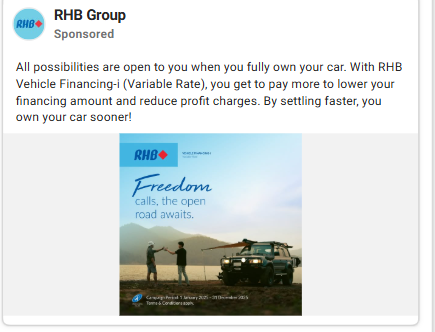 RHB
RHB Group
Sponsored
All possibilities are open to you when you fully own your car. With RHB
Vehicle Financing-i (Variable Rate), you get to pay more to lower your
financing amount and reduce profit charges. By settling faster, you
own your car sooner!
RHB
Freedom
calls, the open
road awaits.
Campaign Period: 1 January 2025 – 31 December 2025
Terms & Conditions apply.